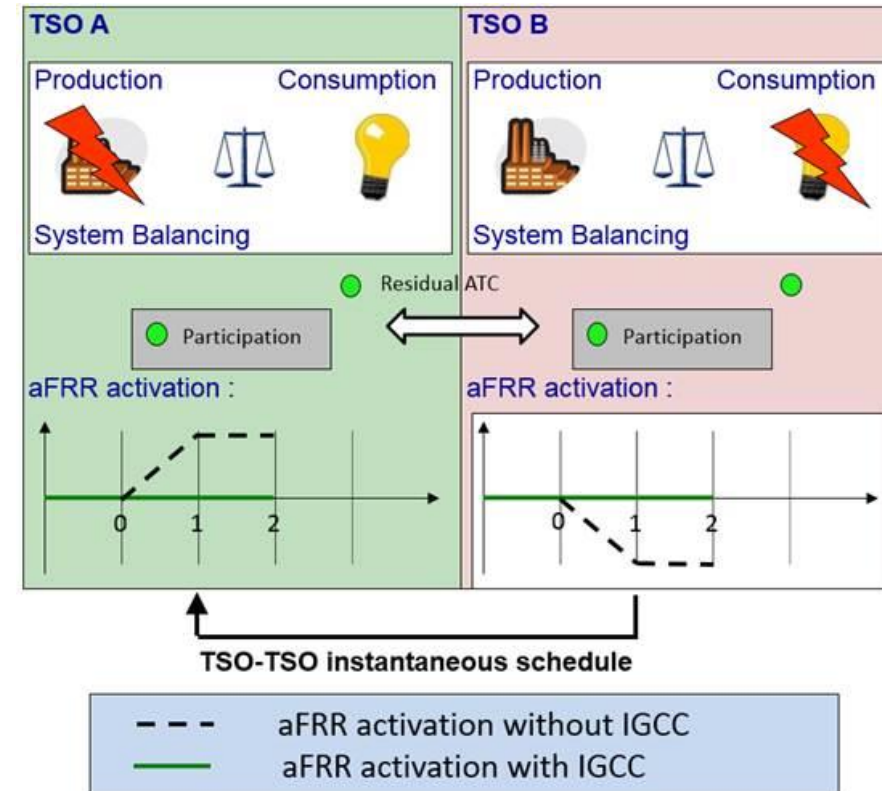 TSO A
TSO B
Production Consumption
Production Consumption
System Balancing
System Balancing
Residual ATC
Participation
Participation
aFRR activation :
aFRR activation :
0 1 2
0 1 2
TSO-TSO instantaneous schedule
aFRR activation without IGCC
aFRR activation with IGCC